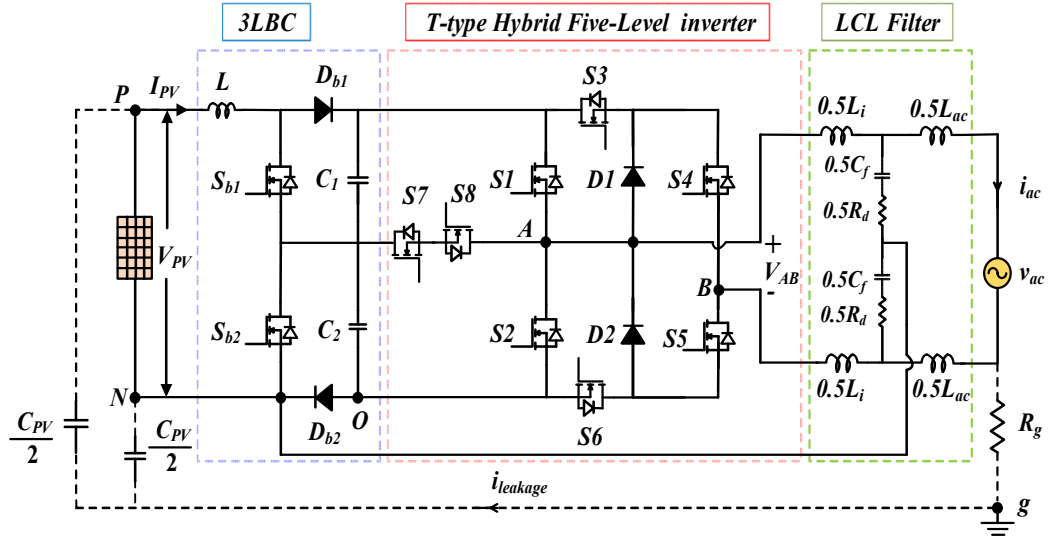 3LBC
T-type Hybrid Five-Level inverter
LCL Filter
P
I_PV
L
D_b1
S3
0.5L_i
0.5L_ac
S_b1
C_1
S7
S8
S1
D1
S4
0.5C_f
0.5R_d
i_ac
V_PV
A
+
V_AB
-
B
v_ac
S_b2
C_2
S2
D2
S5
0.5C_f
0.5R_d
N
D_b2
O
S6
0.5L_i
0.5L_ac
C_PV
2
C_PV
2
R_g
i_leakage
g